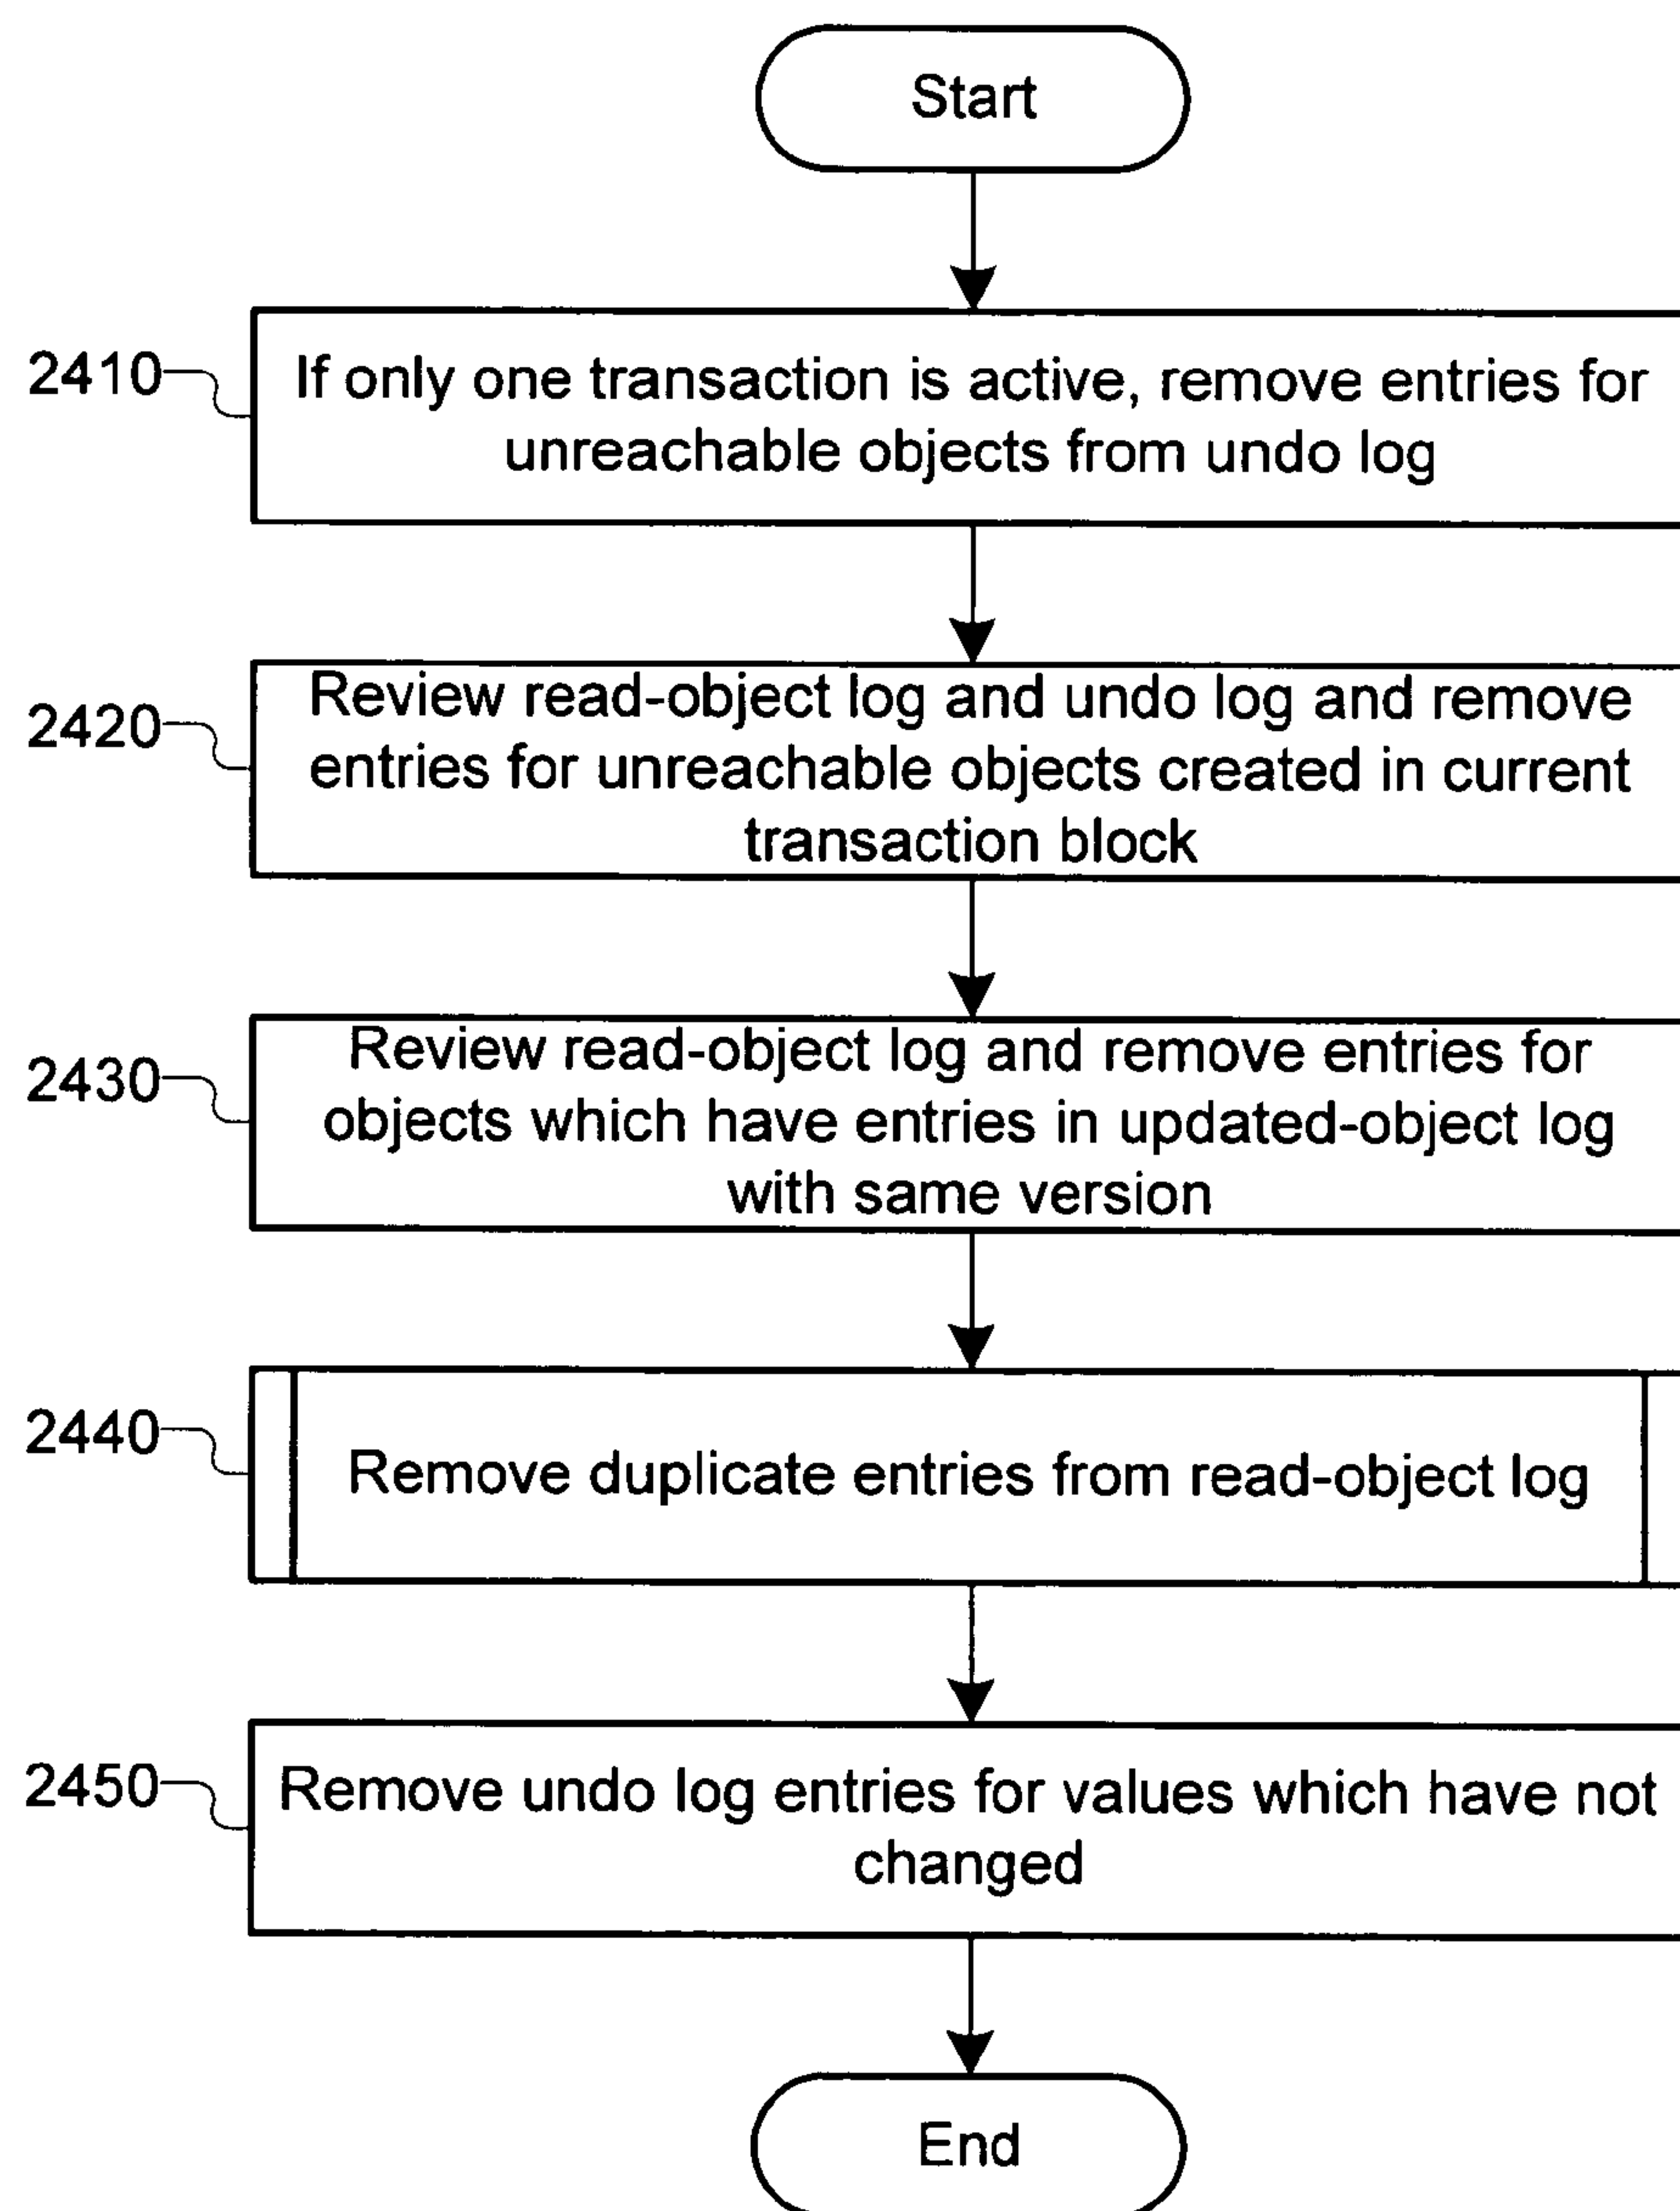 Start
2410
If only one transaction is active, remove entries for
unreachable objects from undo log
2420
Review read-object log and undo log and remove
entries for unreachable objects created in current
transaction block
2430
Review read-object log and remove entries for
objects which have entries in updated-object log
with same version
2440
Remove duplicate entries from read-object log
2450
Remove undo log entries for values which have not
changed
End